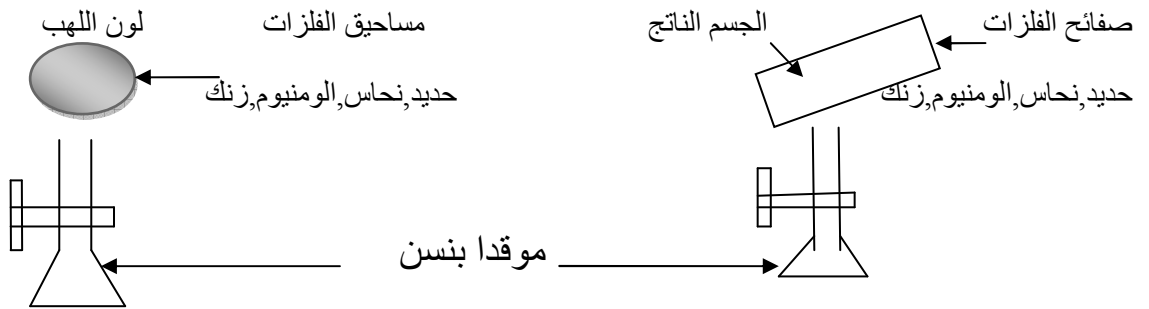 صفائح الفلزات
الجسم الناتج
مساحيق الفلزات
لون اللهب
حديد,نحاس,الومنيوم,زنك
حديد,نحاس,الومنيوم,زنك
موقدا بنسن